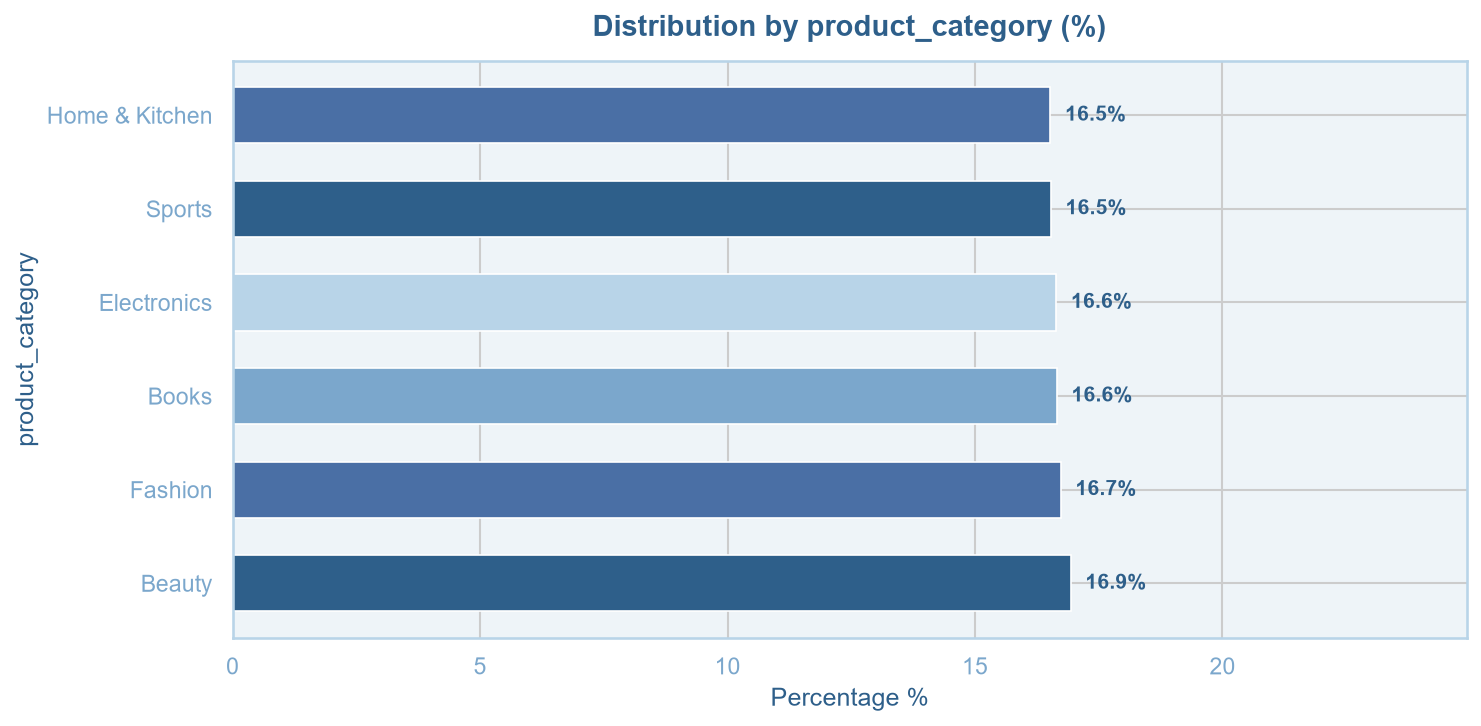 Distribution by product_category (%)
product_category
Home & Kitchen 16.5%
Sports 16.5%
Electronics 16.6%
Books 16.6%
Fashion 16.7%
Beauty 16.9%
0 5 10 15 20
Percentage %